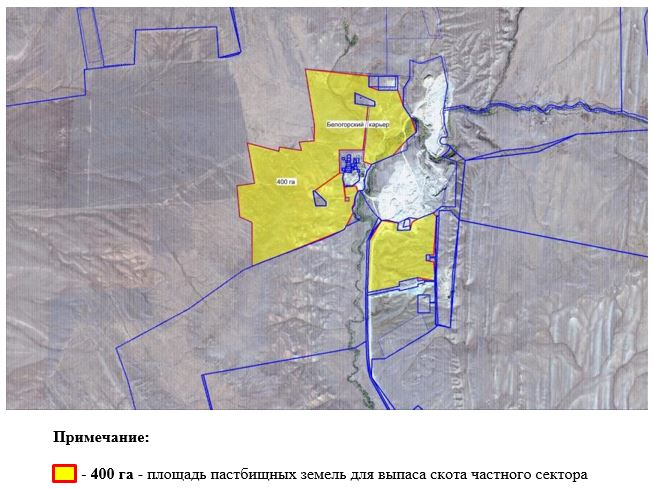 Белогорский карьер
400 га
Примечание:
- 400 га - площадь пастбищных земель для выпаса скота частного сектора